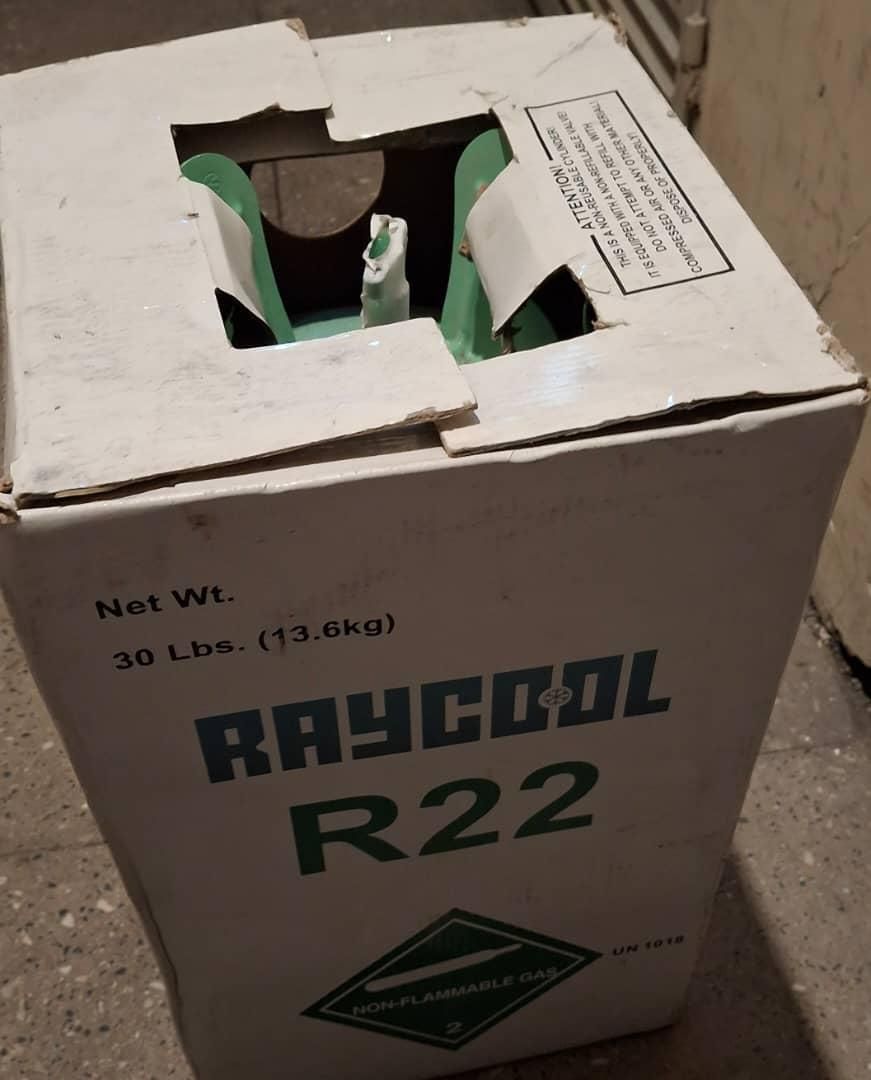 ATTENTION!
THIS IS A NON REUSABLE CYLINDER!
IT IS EQUIPPED WITH A NON-REFILLABLE VALVE!
DO NOT ATTEMPT TO REFILL WITH
COMPRESSED AIR OR ANY OTHER MATERIAL!
DISPOSE OF PROPERLY!
Net Wt.
30 Lbs. (13.6kg)
RAYCOOL
R22
UN 1018
NON-FLAMMABLE GAS
2